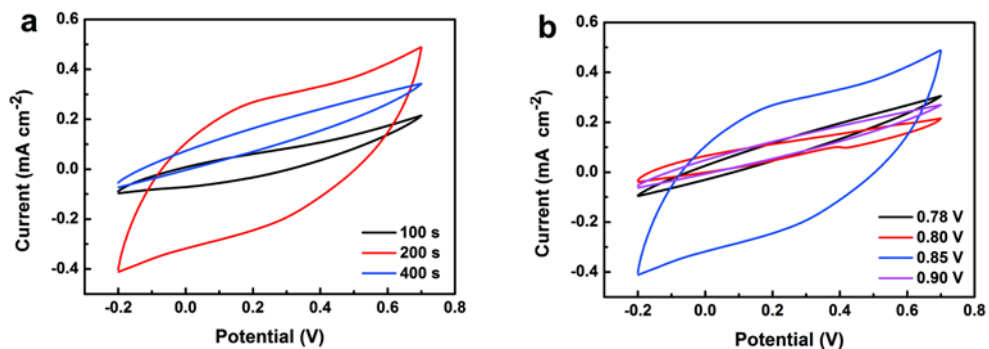 a
Current (mA cm⁻²)
0.6
0.4
0.2
0.0
-0.2
-0.4
100 s
200 s
400 s
-0.2 0.0 0.2 0.4 0.6 0.8
Potential (V)
b
Current (mA cm⁻²)
0.6
0.4
0.2
0.0
-0.2
-0.4
0.78 V
0.80 V
0.85 V
0.90 V
-0.2 0.0 0.2 0.4 0.6 0.8
Potential (V)